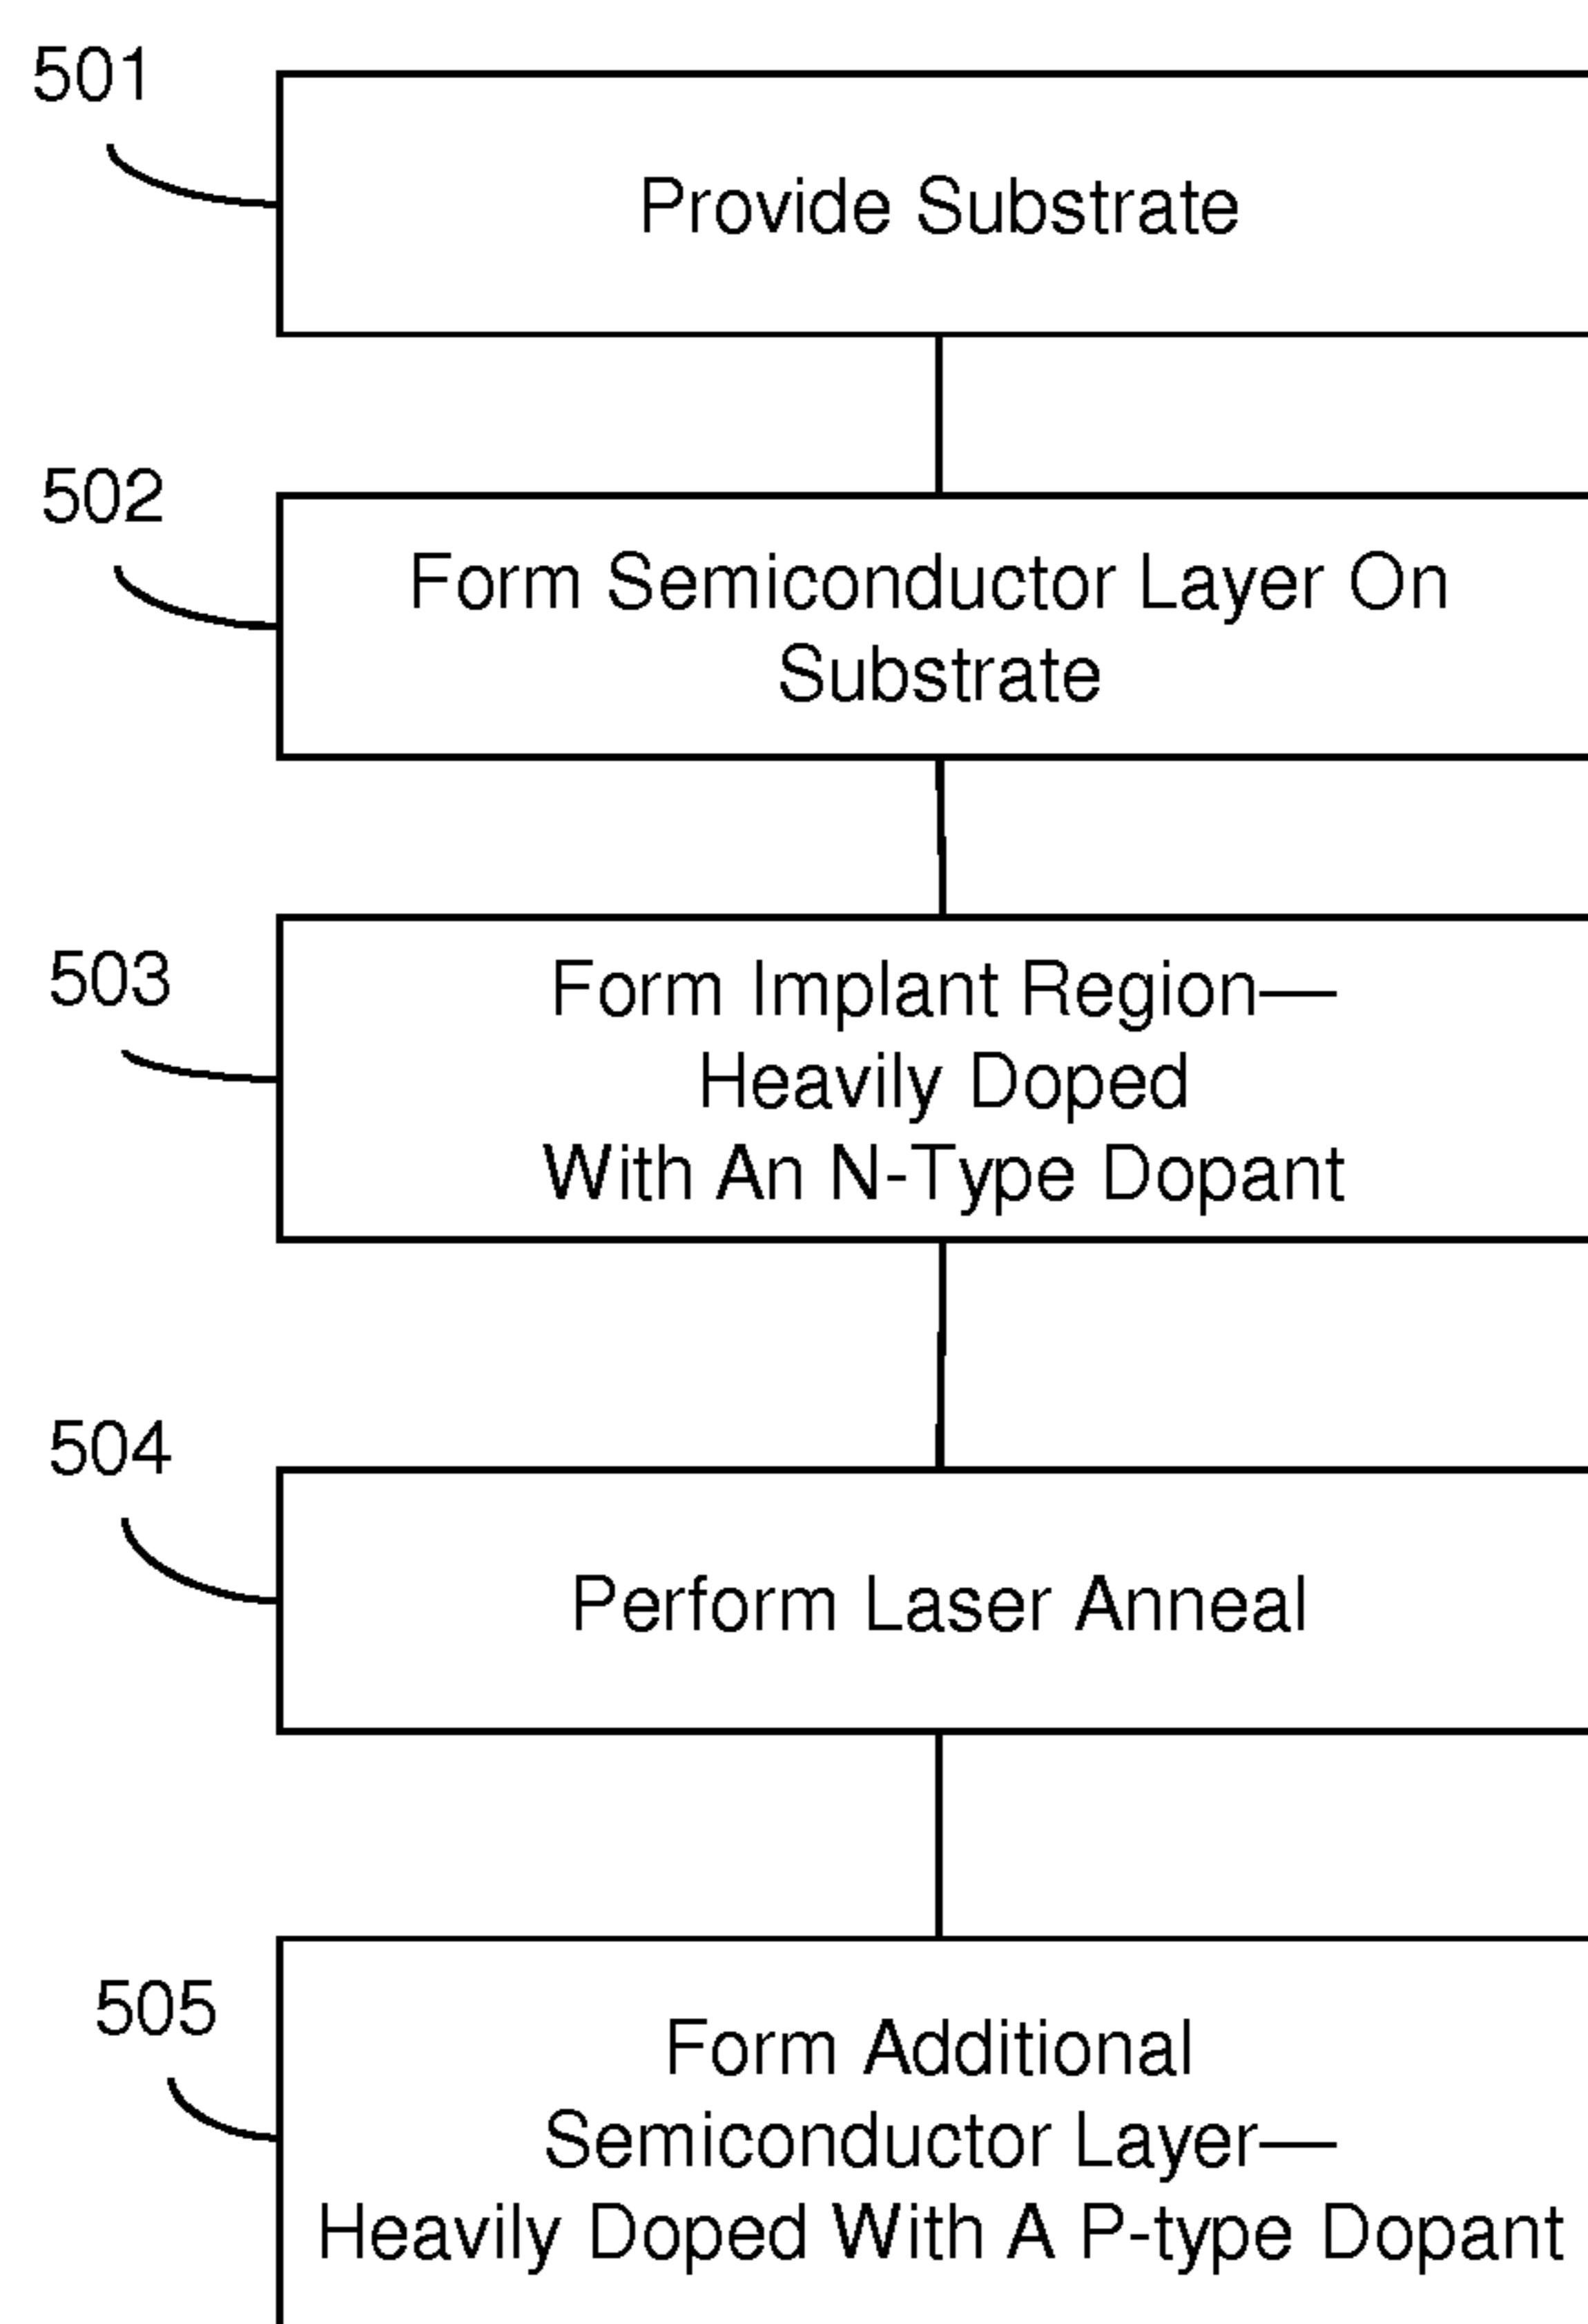 501
Provide Substrate
502
Form Semiconductor Layer On
Substrate
503
Form Implant Region—
Heavily Doped
With An N-Type Dopant
504
Perform Laser Anneal
505
Form Additional
Semiconductor Layer—
Heavily Doped With A P-type Dopant